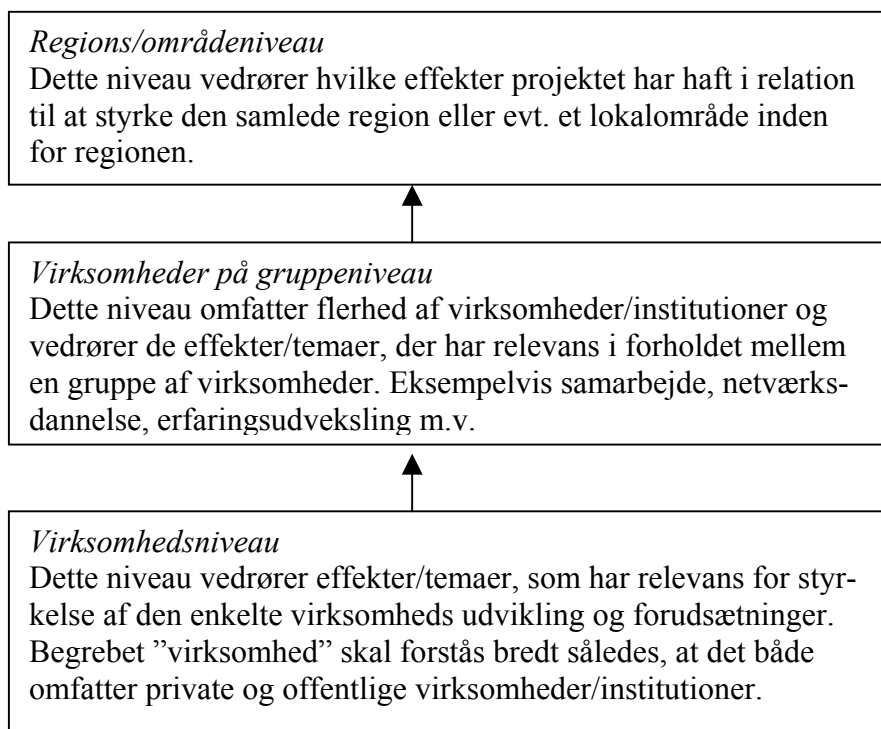 Regions/områdeniveau
Dette niveau vedrører hvilke effekter projektet har haft i relation
til at styrke den samlede region eller evt. et lokalområde inden
for regionen.
Virksomheder på gruppeniveau
Dette niveau omfatter flerhed af virksomheder/institutioner og
vedrører de effekter/temaer, der har relevans i forholdet mellem
en gruppe af virksomheder. Eksempelvis samarbejde, netværks-
dannelse, erfaringsudveksling m.v.
Virksomhedsniveau
Dette niveau vedrører effekter/temaer, som har relevans for styr-
kelse af den enkelte virksomheds udvikling og forudsætninger.
Begrebet ”virksomhed” skal forstås bredt således, at det både
omfatter private og offentlige virksomheder/institutioner.